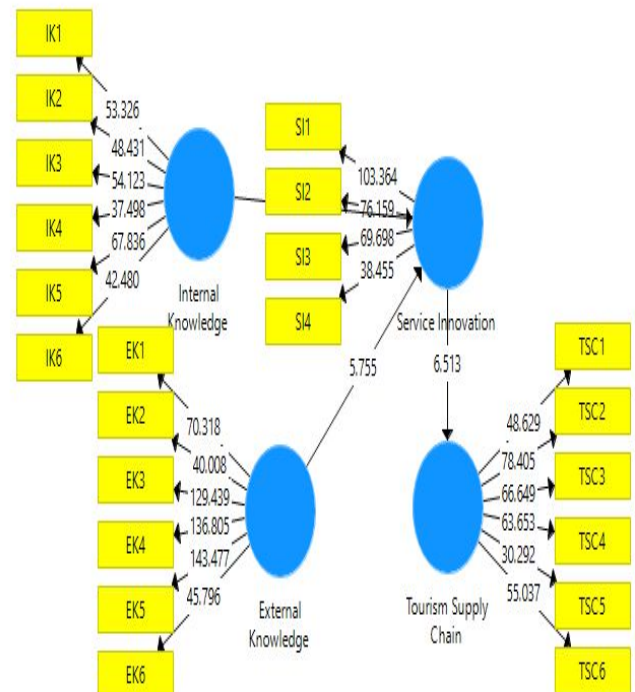 IK1
IK2
IK3
IK4
IK5
IK6
53.326
48.431
54.123
37.498
67.836
42.480
Internal
Knowledge
SI1
SI2
SI3
SI4
103.364
76.159
69.698
38.455
Service Innovation
5.755
6.513
EK1
EK2
EK3
EK4
EK5
EK6
70.318
40.008
129.439
136.805
143.477
45.796
External
Knowledge
Tourism Supply
Chain
48.629
78.405
66.649
63.653
30.292
55.037
TSC1
TSC2
TSC3
TSC4
TSC5
TSC6